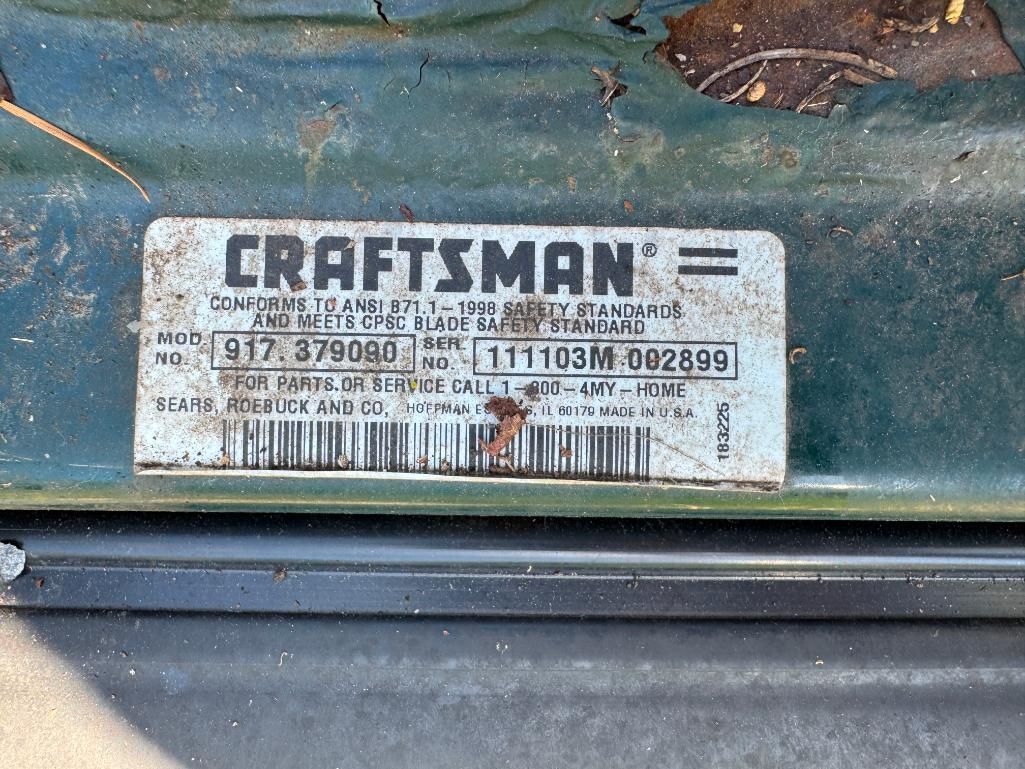 CRAFTSMAN®
CONFORMS TO ANSI B71.1-1998 SAFETY STANDARDS
AND MEETS CPSC BLADE SAFETY STANDARD
MOD NO. 917.379090 SER NO. 111103M 002899
FOR PARTS OR SERVICE CALL 1-800-4MY-HOME
SEARS, ROEBUCK AND CO, HOFFMAN IL 60179 MADE IN U.S.A.
183225